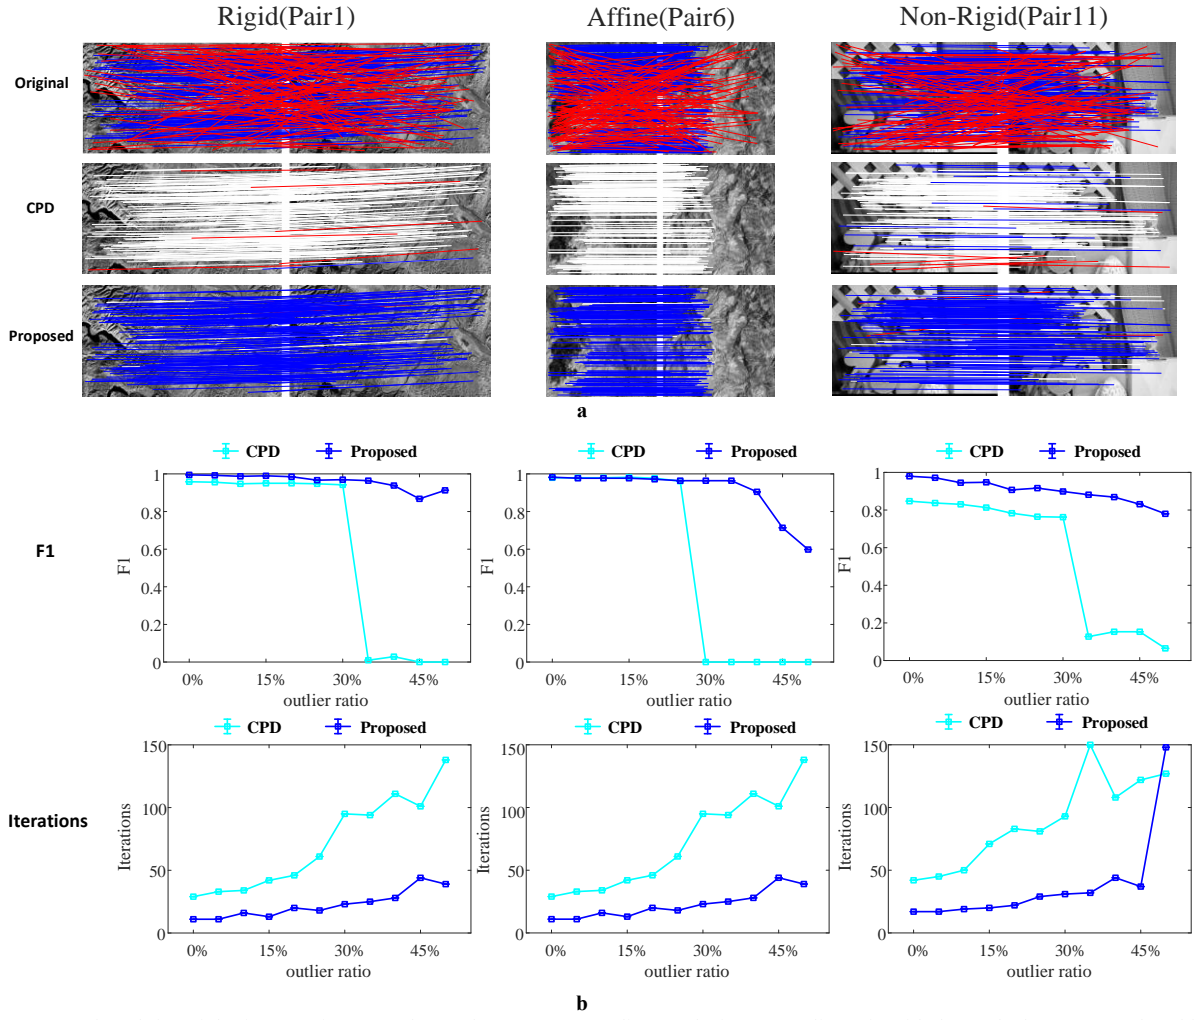 Rigid(Pair1) Affine(Pair6) Non-Rigid(Pair11)
Original
CPD
Proposed
a
CPD Proposed CPD Proposed CPD Proposed
F1
F1
1
0.8
0.6
0.4
0.2
0
0% 15% 30% 45%
outlier ratio
F1
1
0.8
0.6
0.4
0.2
0
0% 15% 30% 45%
outlier ratio
F1
1
0.8
0.6
0.4
0.2
0
0% 15% 30% 45%
outlier ratio
CPD Proposed CPD Proposed CPD Proposed
Iterations
Iterations
150
100
50
0
0% 15% 30% 45%
outlier ratio
Iterations
150
100
50
0
0% 15% 30% 45%
outlier ratio
Iterations
150
100
50
0
0% 15% 30% 45%
outlier ratio
b